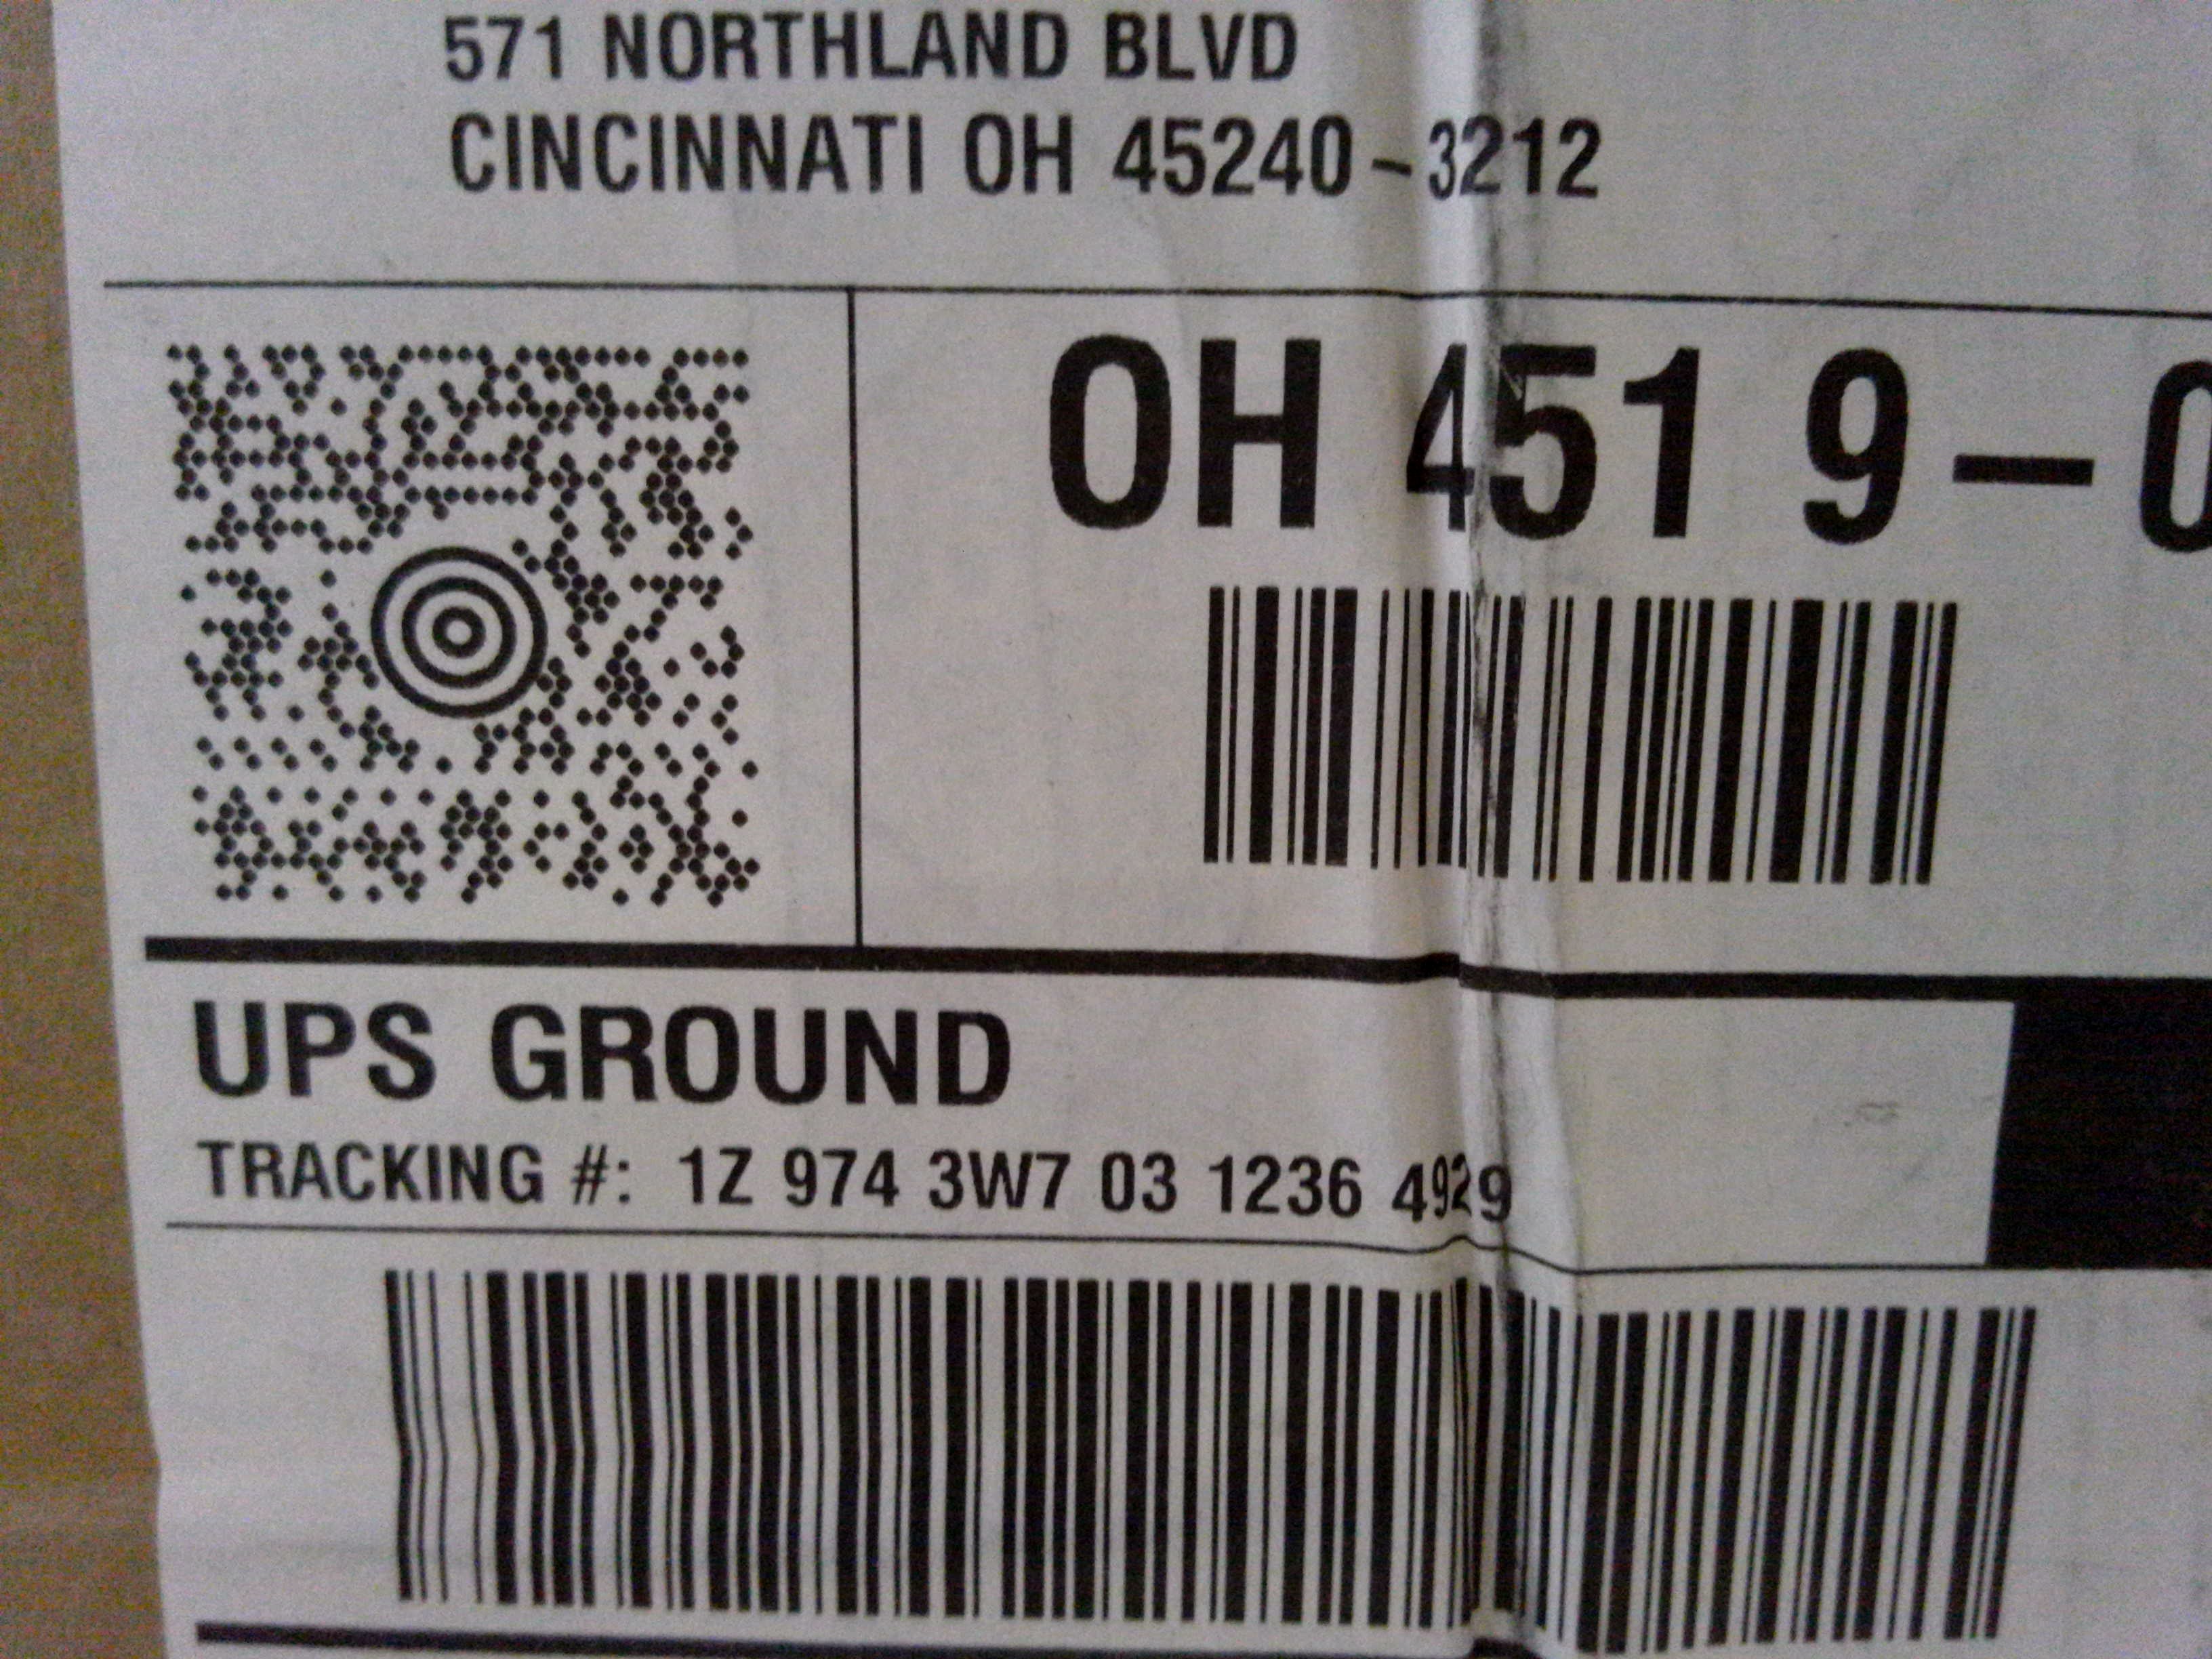 571 NORTHLAND BLVD
CINCINNATI OH 45240-3212
OH 451 9-0
UPS GROUND
TRACKING #: 1Z 974 3W7 03 1236 4929